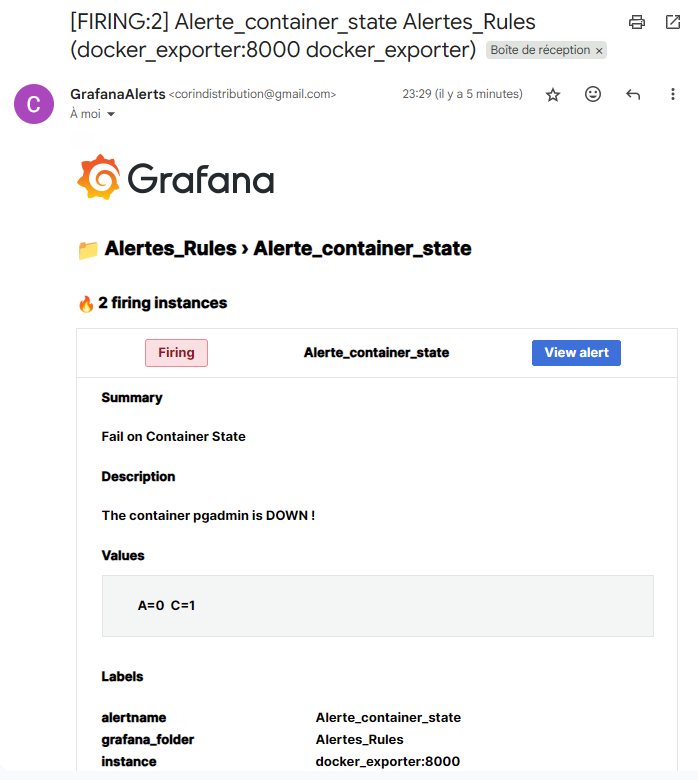 [FIRING:2] Alerte_container_state Alertes_Rules
(docker_exporter:8000 docker_exporter) Boîte de réception ×
C
GrafanaAlerts <corindistribution@gmail.com> 23:29 (il y a 5 minutes)
À moi
Grafana
Alertes_Rules › Alerte_container_state
2 firing instances
Firing Alerte_container_state View alert
Summary
Fail on Container State
Description
The container pgadmin is DOWN !
Values
A=0 C=1
Labels
alertname Alerte_container_state
grafana_folder Alertes_Rules
instance docker_exporter:8000